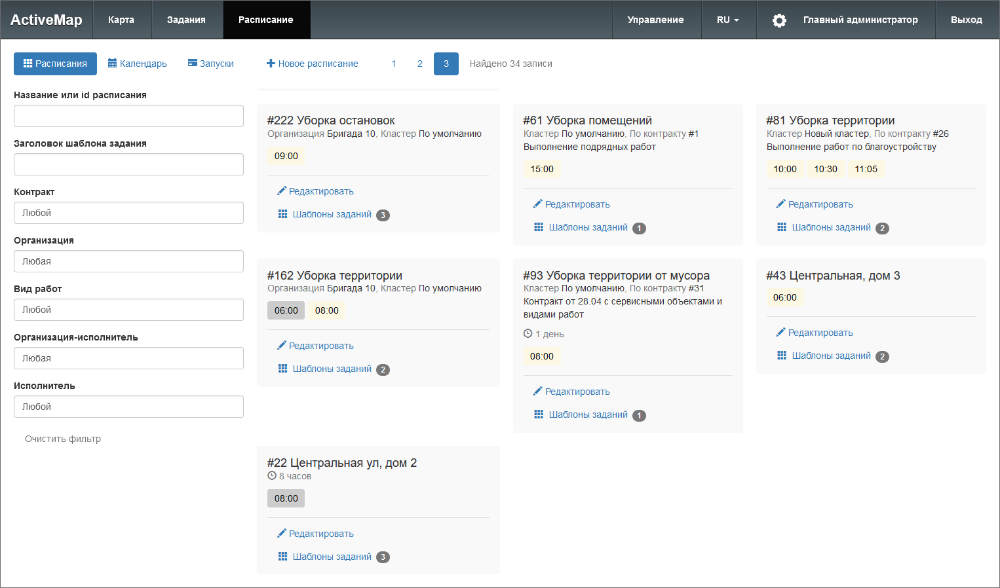 ActiveMap
Карта
Задания
Расписание
Управление
RU
Главный администратор
Выход
Расписания
Календарь
Запуски
Новое расписание
1
2
3
Найдено 34 записи
Название или id расписания
Заголовок шаблона задания
Контракт
Любой
Организация
Любая
Вид работ
Любой
Организация-исполнитель
Любая
Исполнитель
Любой
Очистить фильтр
#222 Уборка остановок
Организация Бригада 10, Кластер По умолчанию
09:00
Редактировать
Шаблоны заданий 3
#61 Уборка помещений
Кластер По умолчанию, По контракту #1
Выполнение подрядных работ
15:00
Редактировать
Шаблоны заданий 1
#81 Уборка территории
Кластер Новый кластер, По контракту #26
Выполнение работ по благоустройству
10:00 10:30 11:05
Редактировать
Шаблоны заданий 2
#162 Уборка территории
Организация Бригада 10, Кластер По умолчанию
06:00 08:00
Редактировать
Шаблоны заданий 2
#93 Уборка территории от мусора
Кластер По умолчанию, По контракту #31
Контракт от 28.04 с сервисными объектами и
видами работ
1 день
08:00
Редактировать
Шаблоны заданий 1
#43 Центральная, дом 3
06:00
Редактировать
Шаблоны заданий 2
#22 Центральная ул, дом 2
8 часов
08:00
Редактировать
Шаблоны заданий 3